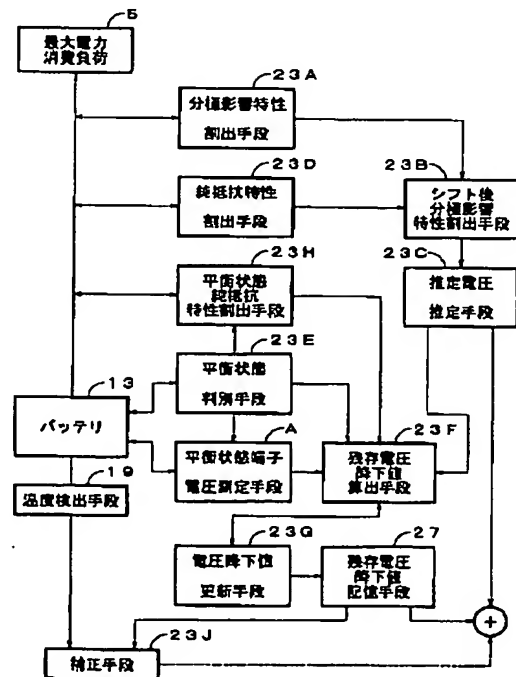 5
最大電力
消費負荷
23A
分極影響特性
割出手段
23D
純抵抗特性
割出手段
23B
シフト後
分極影響
特性割出手段
23H
平衡状態
純抵抗
特性割出手段
23C
推定電圧
推定手段
23E
平衡状態
判別手段
13
バッテリ
A
平衡状態端子
電圧測定手段
23F
残存電圧
降下値
算出手段
19
温度検出手段
23G
電圧降下値
更新手段
27
残存電圧
降下値
記憶手段
+
23J
補正手段